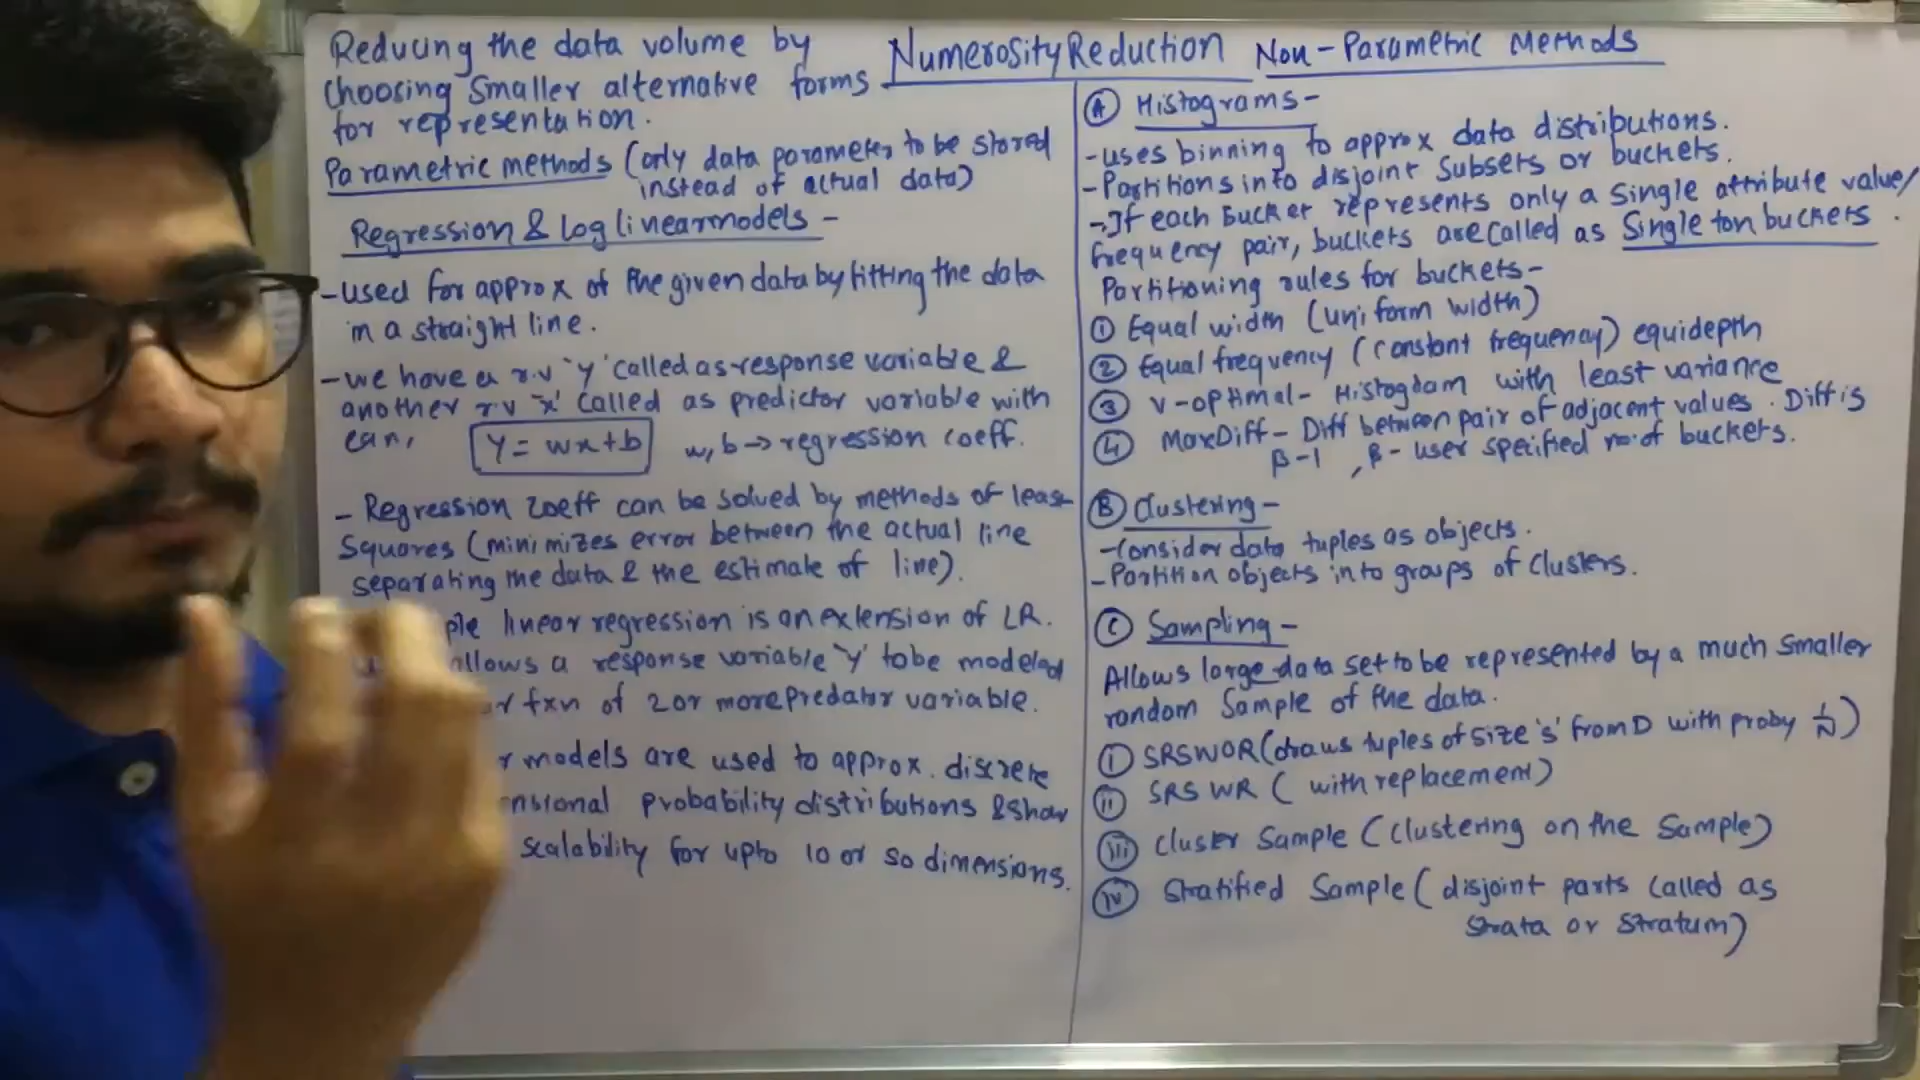 Numerosity Reduction
Reducing the data volume by
choosing smaller alternative forms
for representation.
Parametric methods (only data parameter to be stored
instead of actual data)
Regression & log linear models -
- used for approx of the given data by fitting the data
in a straight line.
- we have a r.v 'y' called as response variable &
another r.v 'x' called as predictor variable with
eqn, Y = wx+b w, b → regression coeff.
- Regression coeff can be solved by methods of least
squares (minimizes error between the actual line
separating the data & the estimate of line).
ple linear regression is an extension of LR.
allows a response variable 'y' to be modeled
fxn of 2 or more predator variable.
r models are used to approx. discrete
nsional probability distributions & show
scalability for upto 10 or so dimensions.
Non-Parametric Methods
A Histograms -
- uses binning to approx data distributions.
- Partitions into disjoint subsets or buckets.
- If each bucket represents only a single attribute value/
frequency pair, buckets are called as Singleton buckets.
Partitioning rules for buckets -
1 Equal width (uniform width)
2 Equal frequency (constant frequency) equidepth
3 V-optimal - Histogdam with least variance
4 MaxDiff - Diff between pair of adjacent values. Diff is
β-1 , β - user specified no. of buckets.
B Clustering -
- Consider data tuples as objects.
- Partition objects into groups of clusters.
C Sampling -
Allows large data set to be represented by a much smaller
random sample of the data.
i SRSWOR (draws tuples of size 's' from D with proby 1/N)
ii SRSWR ( with replacement)
iii Cluster Sample (clustering on the sample)
iv Stratified Sample ( disjoint parts called as
strata or stratum)